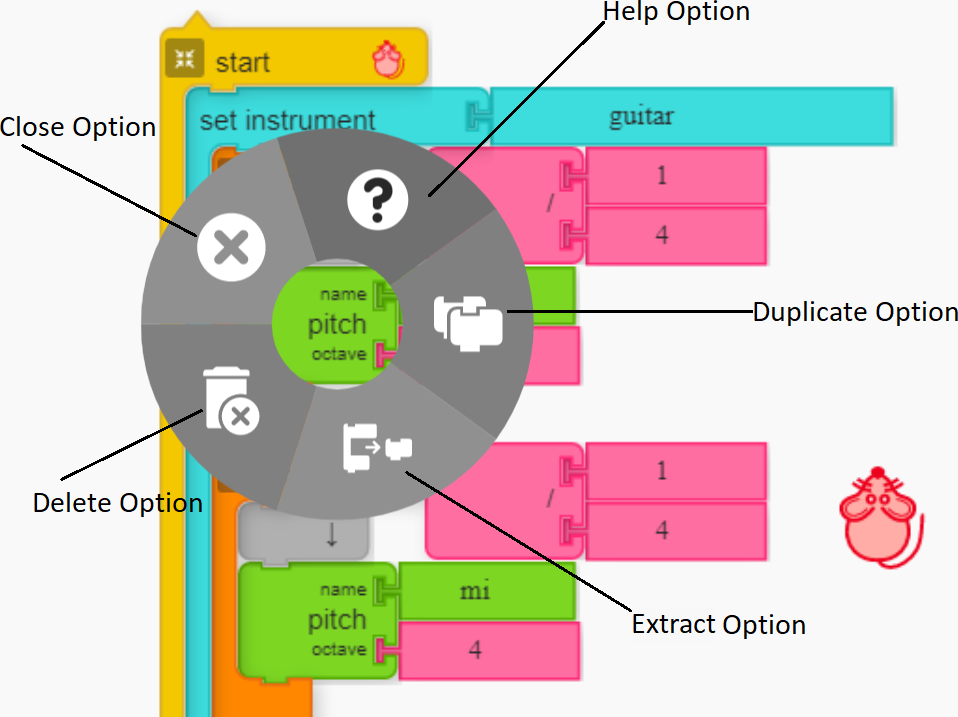 Help Option
start
Close Option
set instrument
guitar
1
/
4
?
name
pitch
octave
Duplicate Option
Delete Option
1
/
4
↓
name
mi
pitch
octave
4
Extract Option